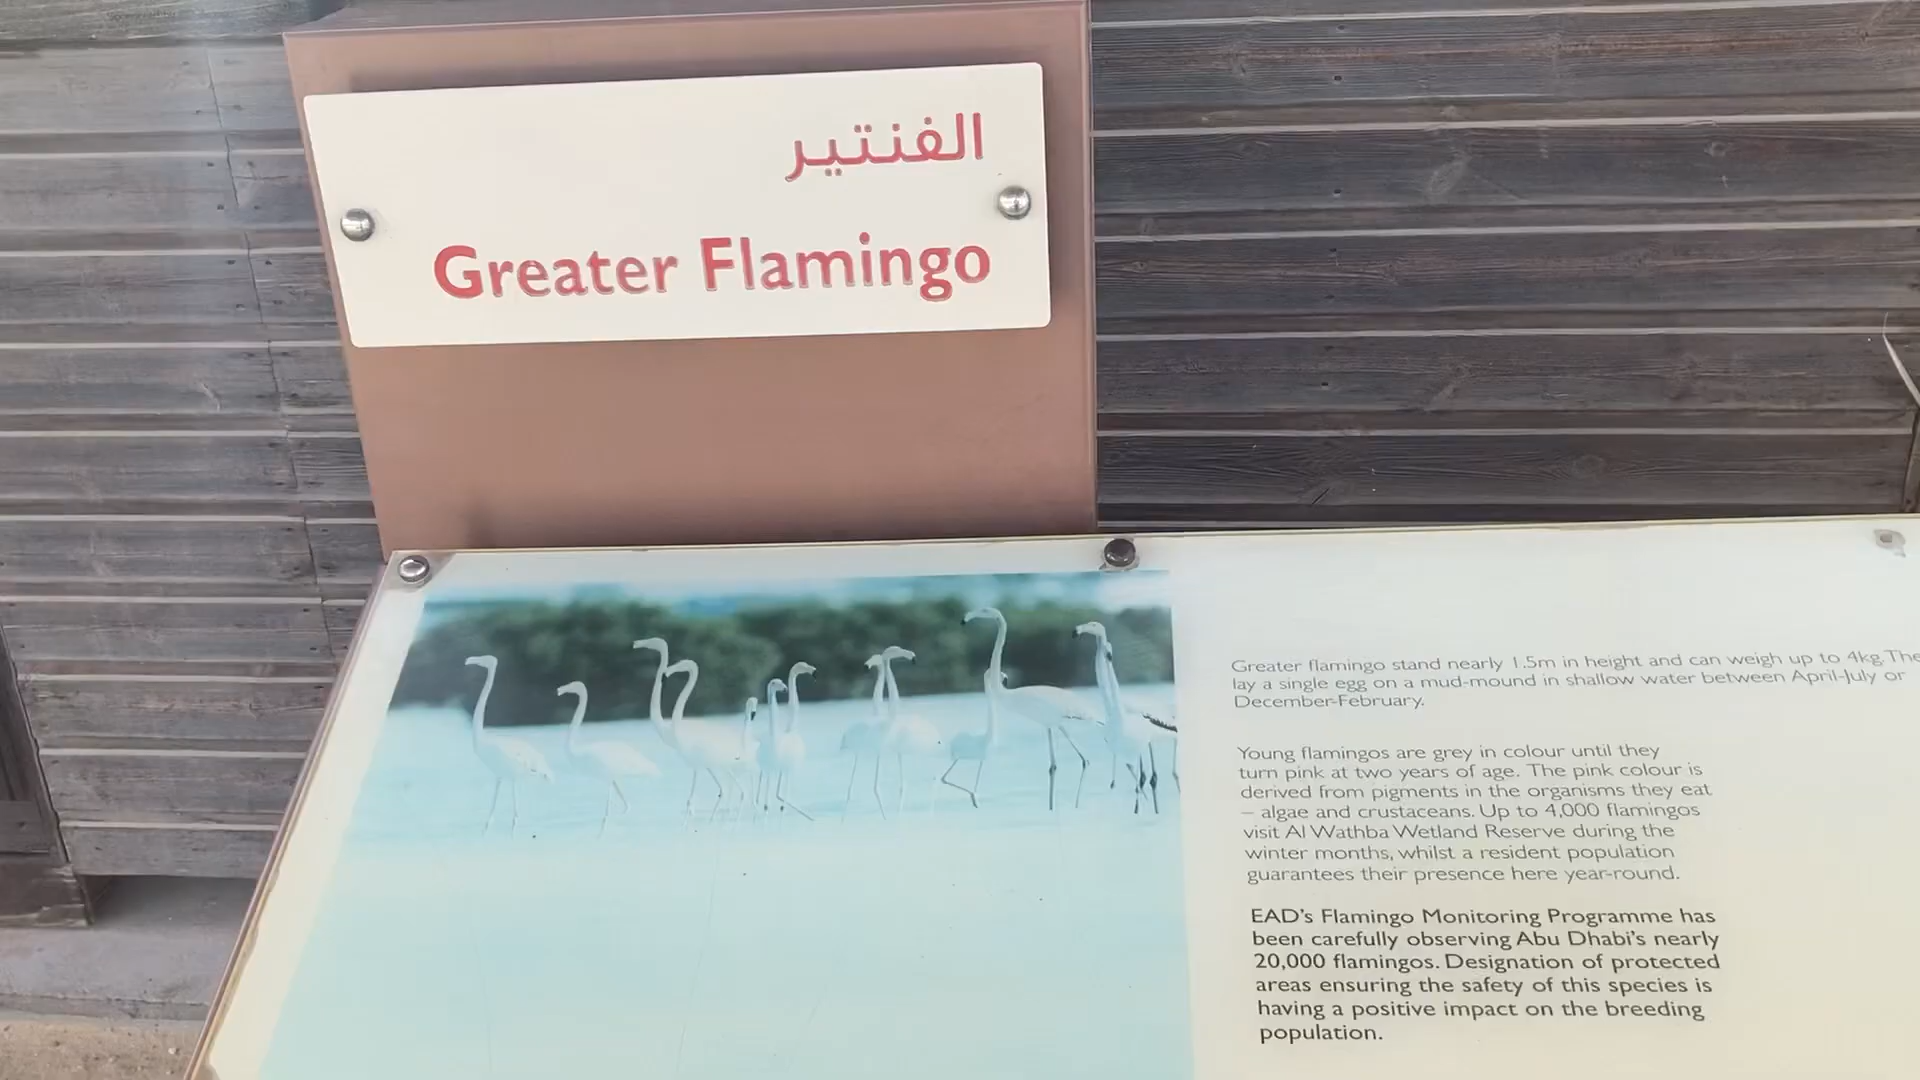 الفنتير
Greater Flamingo
Greater flamingo stand nearly 1.5m in height and can weigh up to 4kg. The
lay a single egg on a mud-mound in shallow water between April-July or
December-February.
Young flamingos are grey in colour until they
turn pink at two years of age. The pink colour is
derived from pigments in the organisms they eat
– algae and crustaceans. Up to 4,000 flamingos
visit Al Wathba Wetland Reserve during the
winter months, whilst a resident population
guarantees their presence here year-round.
EAD's Flamingo Monitoring Programme has
been carefully observing Abu Dhabi's nearly
20,000 flamingos. Designation of protected
areas ensuring the safety of this species is
having a positive impact on the breeding
population.